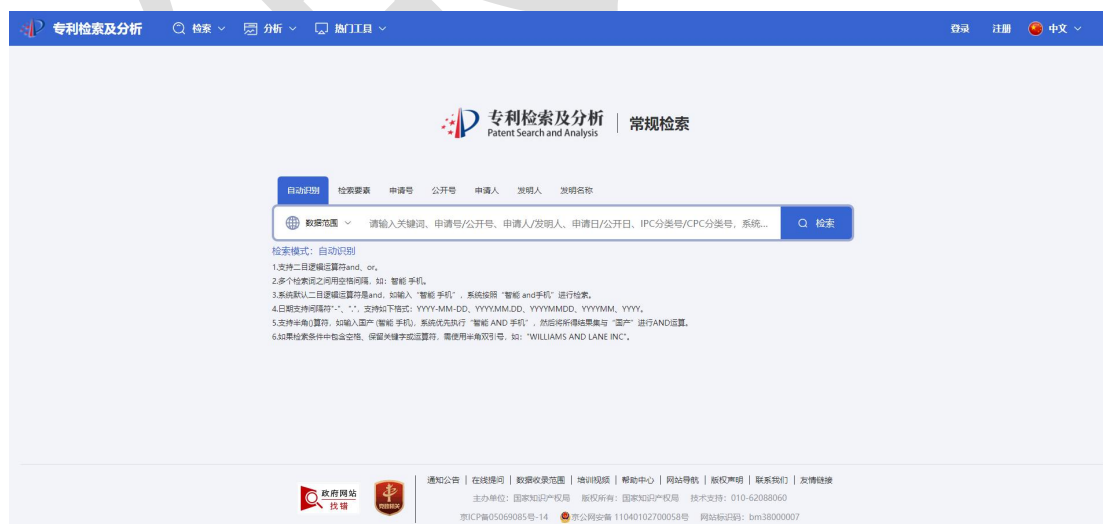 专利检索及分析 检索 分析 热门工具 登录 注册 中文
专利检索及分析 常规检索
Patent Search and Analysis
自动识别 检索要素 申请号 公开号 申请人 发明人 发明名称
数据范围 请输入关键词、申请号/公开号、申请人/发明人、申请日/公开日、IPC分类号/CPC分类号，系统... 检索
检索模式：自动识别
1.支持二目逻辑运算符and、or。
2.多个检索词之间用空格间隔，如：智能 手机。
3.系统默认二目逻辑运算符是and，如输入“智能 手机”，系统按照“智能 and手机”进行检索。
4.日期支持间隔符"-"、"."，支持如下格式：YYYY-MM-DD、YYYY.MM.DD、YYYYMMDD、YYYYMM、YYYY。
5.支持半角()算符，如输入国产 (智能 手机)，系统优先执行“智能 AND 手机”，然后将所得结果集与“国产”进行AND运算。
6.如果检索条件中包含空格、保留关键字或运算符，需使用半角双引号，如："WILLIAMS AND LANE INC"。
政府网站
找错
党政机关
通知公告 | 在线提问 | 数据收录范围 | 培训视频 | 帮助中心 | 网站导航 | 版权声明 | 联系我们 | 友情链接
主办单位：国家知识产权局 版权所有：国家知识产权局 技术支持：010-62088060
京ICP备05069085号-14 京公网安备 11040102700058号 网站标识码：bm38000007